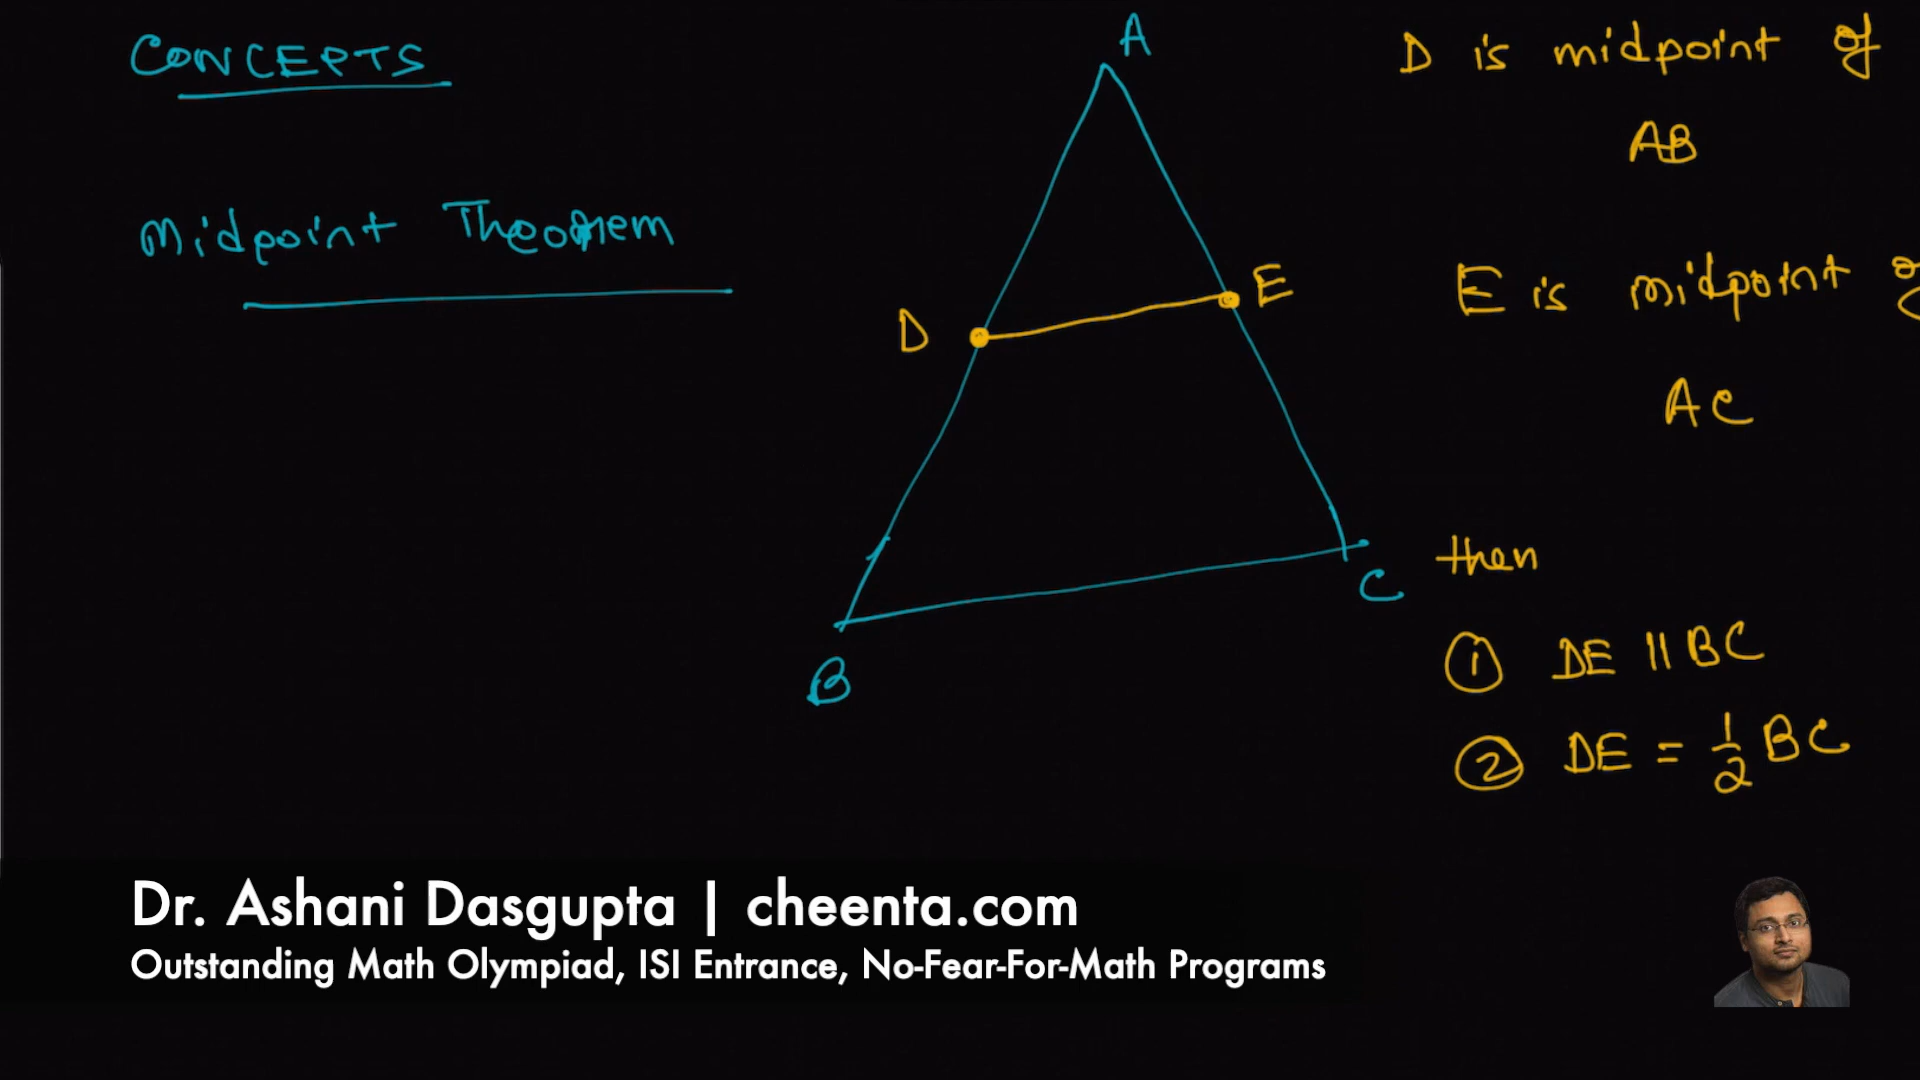 CONCEPTS
Midpoint Theorem
A
D
E
B
C
D is midpoint of
AB
E is midpoint
AC
then
① DE || BC
② DE = 1/2 BC
Dr. Ashani Dasgupta | cheenta.com
Outstanding Math Olympiad, ISI Entrance, No-Fear-For-Math Programs